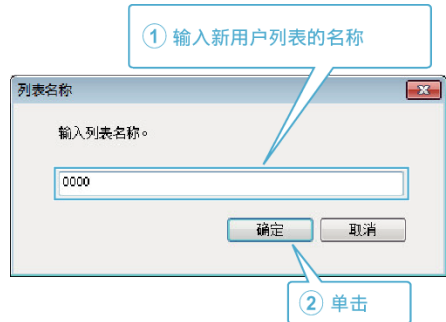 ① 输入新用户列表的名称
列表名称
输入列表名称。
0000
确定 取消
② 单击